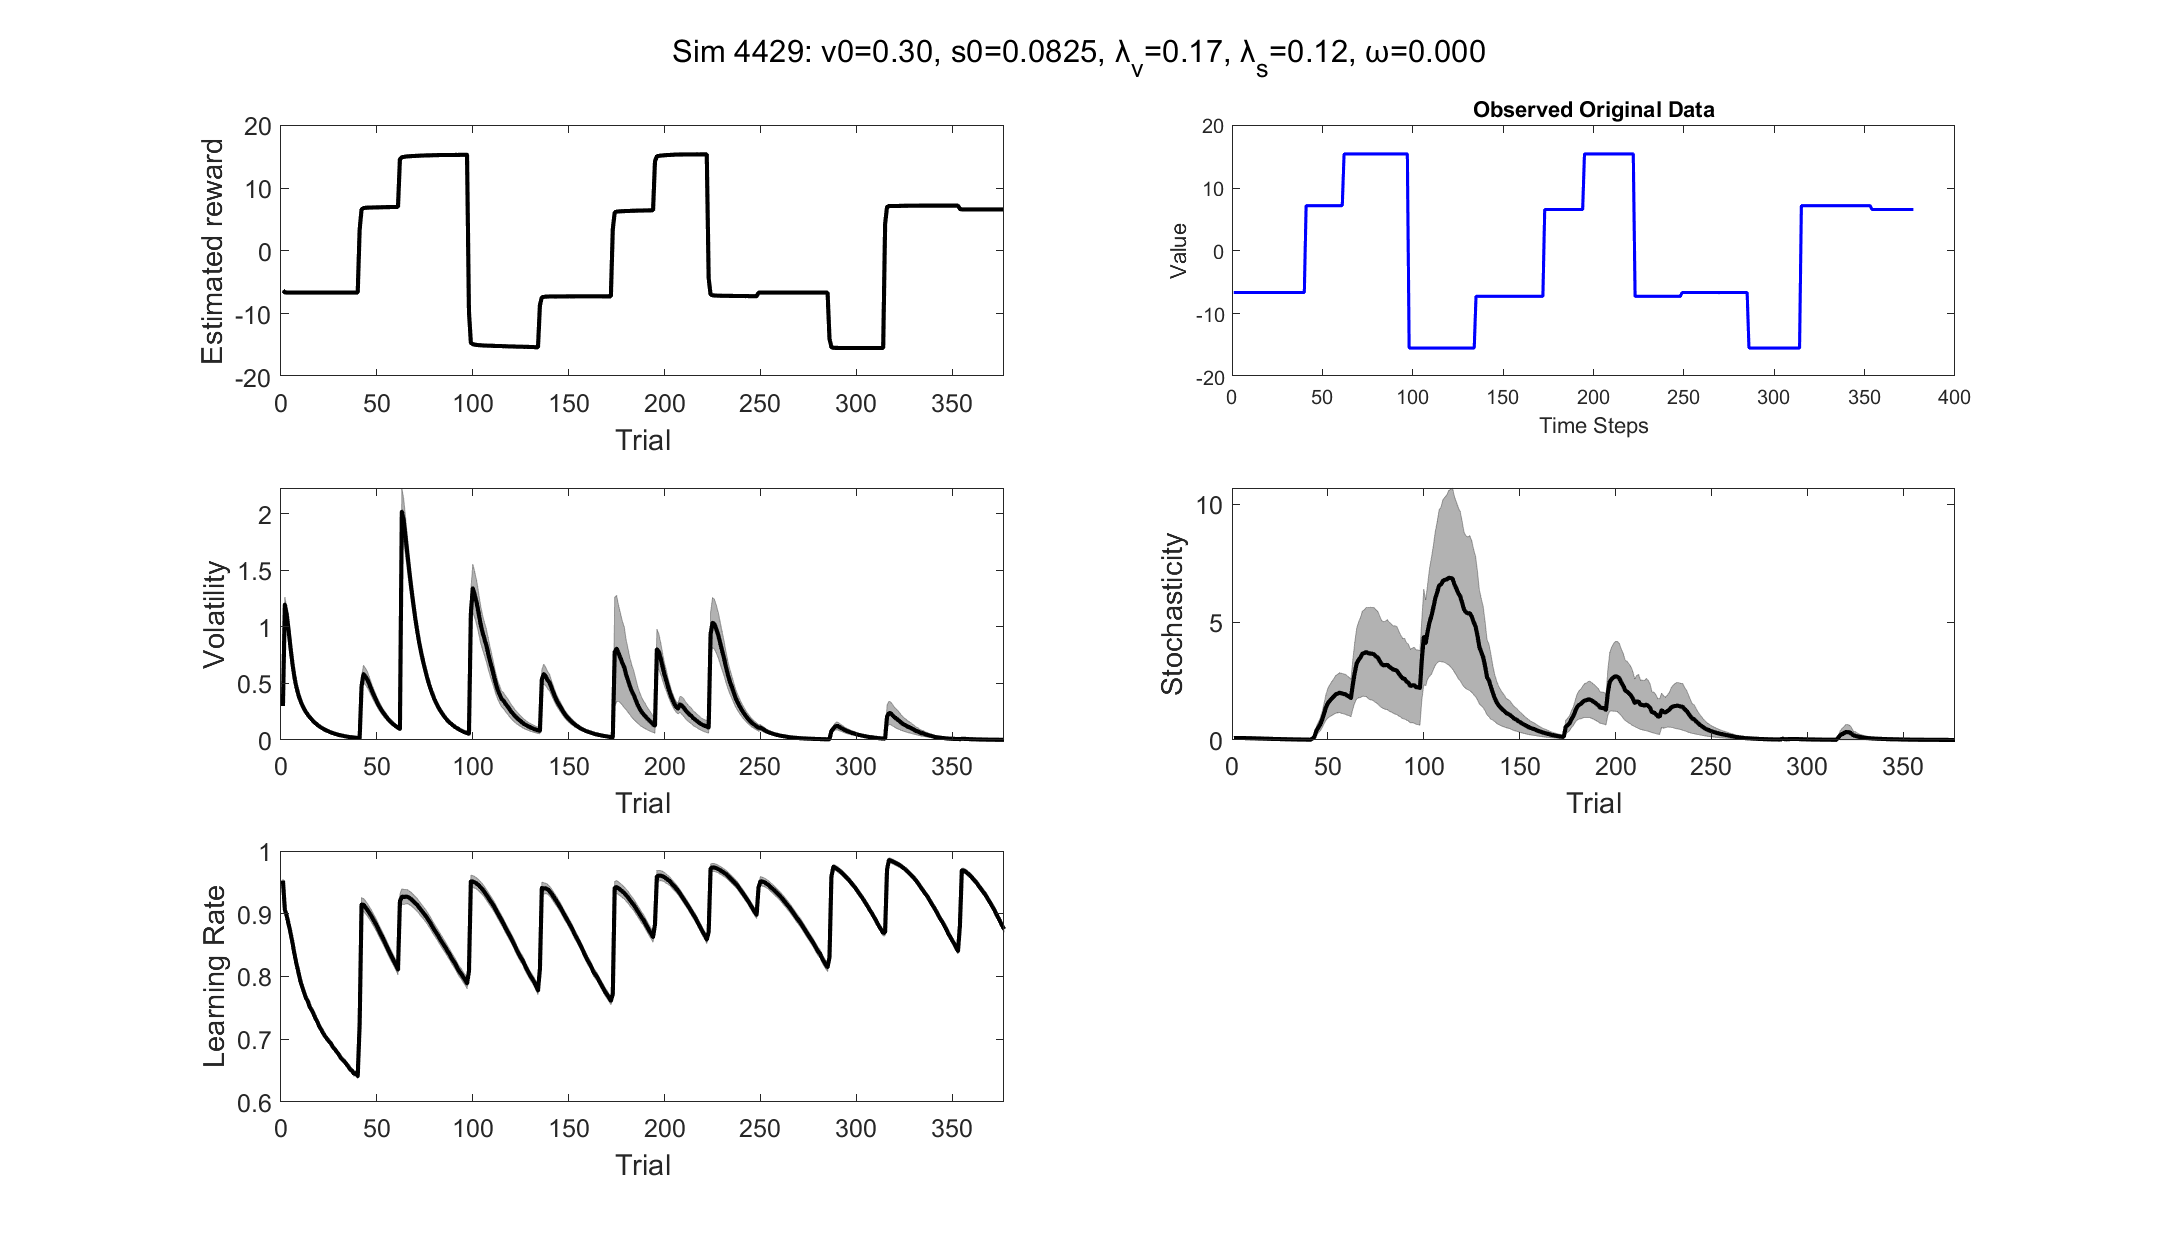 Sim 4429: v0=0.30, s0=0.0825, λv=0.17, λs=0.12, ω=0.000
Estimated reward
20
10
0
-10
-20
0 50 100 150 200 250 300 350
Trial
Observed Original Data
Value
20
10
0
-10
-20
0 50 100 150 200 250 300 350 400
Time Steps
Volatility
2
1.5
1
0.5
0
0 50 100 150 200 250 300 350
Trial
Stochasticity
10
5
0
0 50 100 150 200 250 300 350
Trial
Learning Rate
1
0.9
0.8
0.7
0.6
0 50 100 150 200 250 300 350
Trial